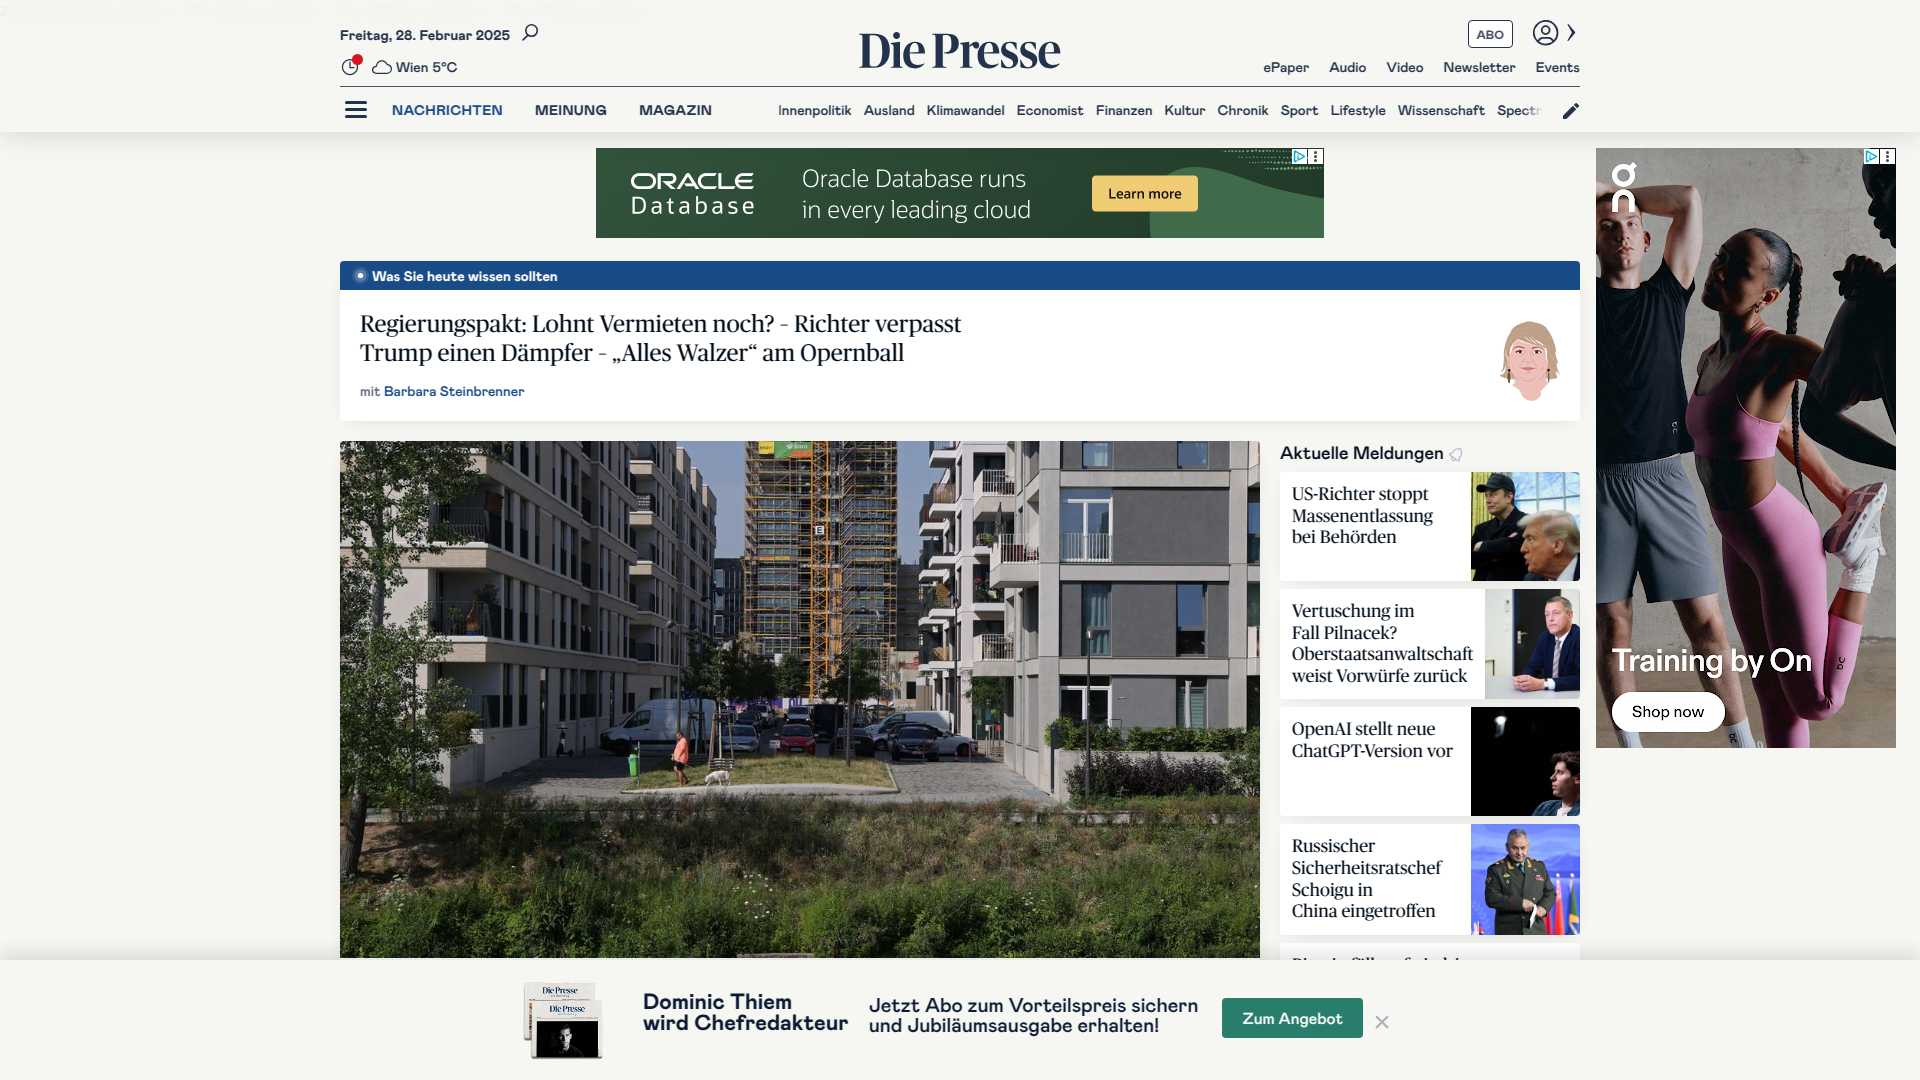 Freitag, 28. Februar 2025
Die Presse
ABO
Wien 5°C
ePaper Audio Video Newsletter Events
NACHRICHTEN MEINUNG MAGAZIN
Innenpolitik Ausland Klimawandel Economist Finanzen Kultur Chronik Sport Lifestyle Wissenschaft Spectr
ORACLE
Database
Oracle Database runs
in every leading cloud
Learn more
Was Sie heute wissen sollten
Regierungspakt: Lohnt Vermieten noch? – Richter verpasst
Trump einen Dämpfer – „Alles Walzer“ am Opernball
mit Barbara Steinbrenner
Aktuelle Meldungen
US-Richter stoppt
Massenentlassung
bei Behörden
Vertuschung im
Fall Pilnacek?
Oberstaatsanwaltschaft
weist Vorwürfe zurück
OpenAI stellt neue
ChatGPT-Version vor
Russischer
Sicherheitsratschef
Schoigu in
China eingetroffen
on
Training by On
Shop now
Die Presse
Die Presse
Dominic Thiem
wird Chefredakteur
Jetzt Abo zum Vorteilspreis sichern
und Jubiläumsausgabe erhalten!
Zum Angebot